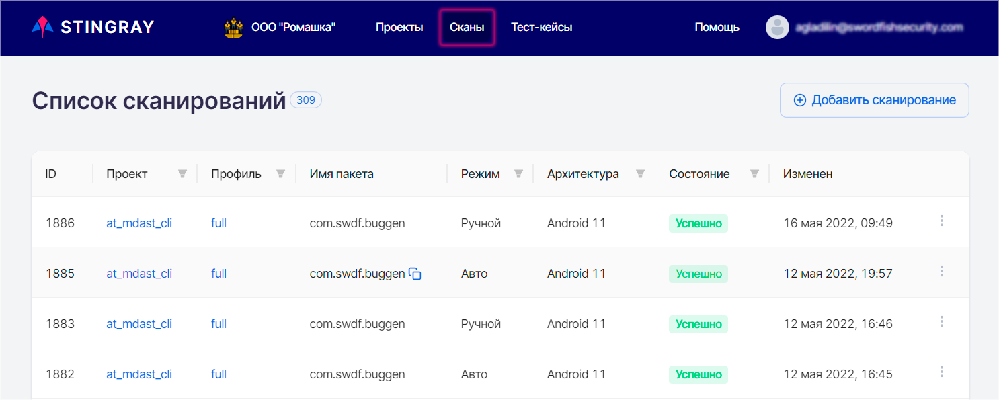 STINGRAY ООО "Ромашка" Проекты Сканы Тест-кейсы Помощь agladilin@swordfishsecurity.com
Список сканирований 309 Добавить сканирование
ID Проект Профиль Имя пакета Режим Архитектура Состояние Изменен
1886 at_mdast_cli full com.swdf.buggen Ручной Android 11 Успешно 16 мая 2022, 09:49
1885 at_mdast_cli full com.swdf.buggen Авто Android 11 Успешно 12 мая 2022, 19:57
1883 at_mdast_cli full com.swdf.buggen Ручной Android 11 Успешно 12 мая 2022, 16:46
1882 at_mdast_cli full com.swdf.buggen Авто Android 11 Успешно 12 мая 2022, 16:45